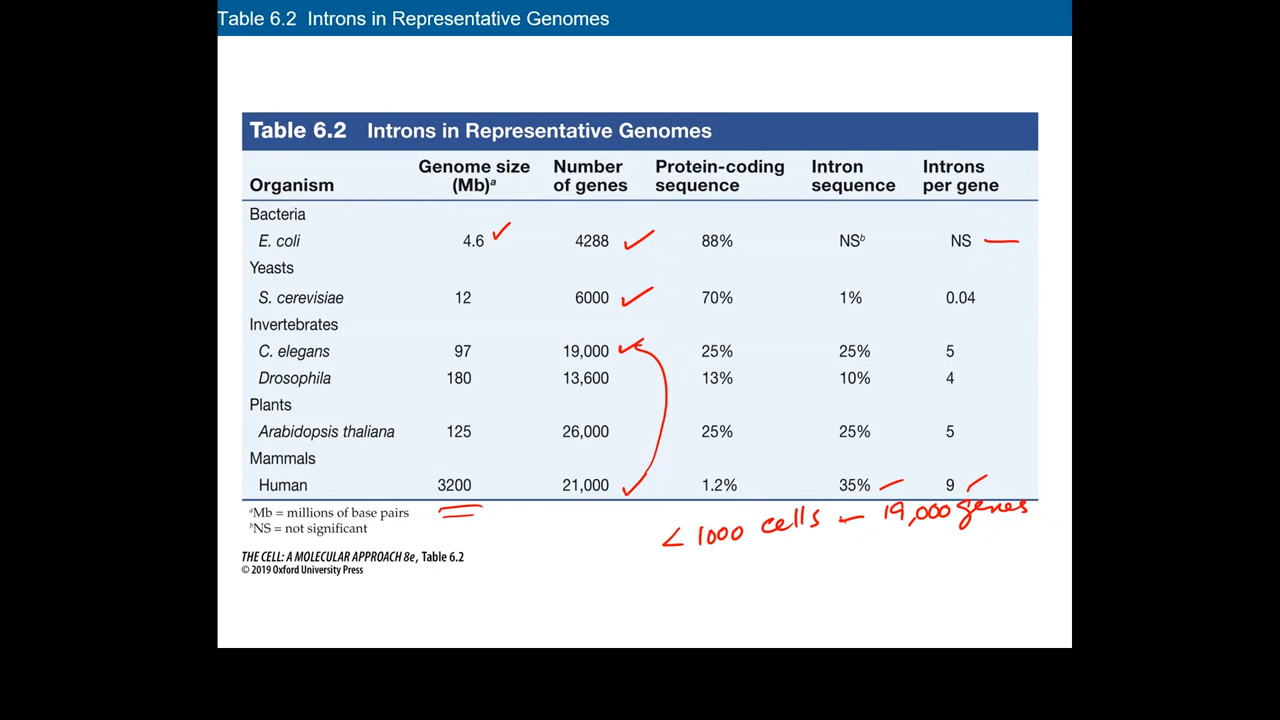 Table 6.2 Introns in Representative Genomes
Table 6.2 Introns in Representative Genomes
Organism Genome size (Mb)ᵃ Number of genes Protein-coding sequence Intron sequence Introns per gene
Bacteria
E. coli 4.6 4288 88% NSᵇ NS
Yeasts
S. cerevisiae 12 6000 70% 1% 0.04
Invertebrates
C. elegans 97 19,000 25% 25% 5
Drosophila 180 13,600 13% 10% 4
Plants
Arabidopsis thaliana 125 26,000 25% 25% 5
Mammals
Human 3200 21,000 1.2% 35% 9
ᵃMb = millions of base pairs
ᵇNS = not significant
< 1000 cells – 19,000 genes
THE CELL: A MOLECULAR APPROACH 8e, Table 6.2
© 2019 Oxford University Press